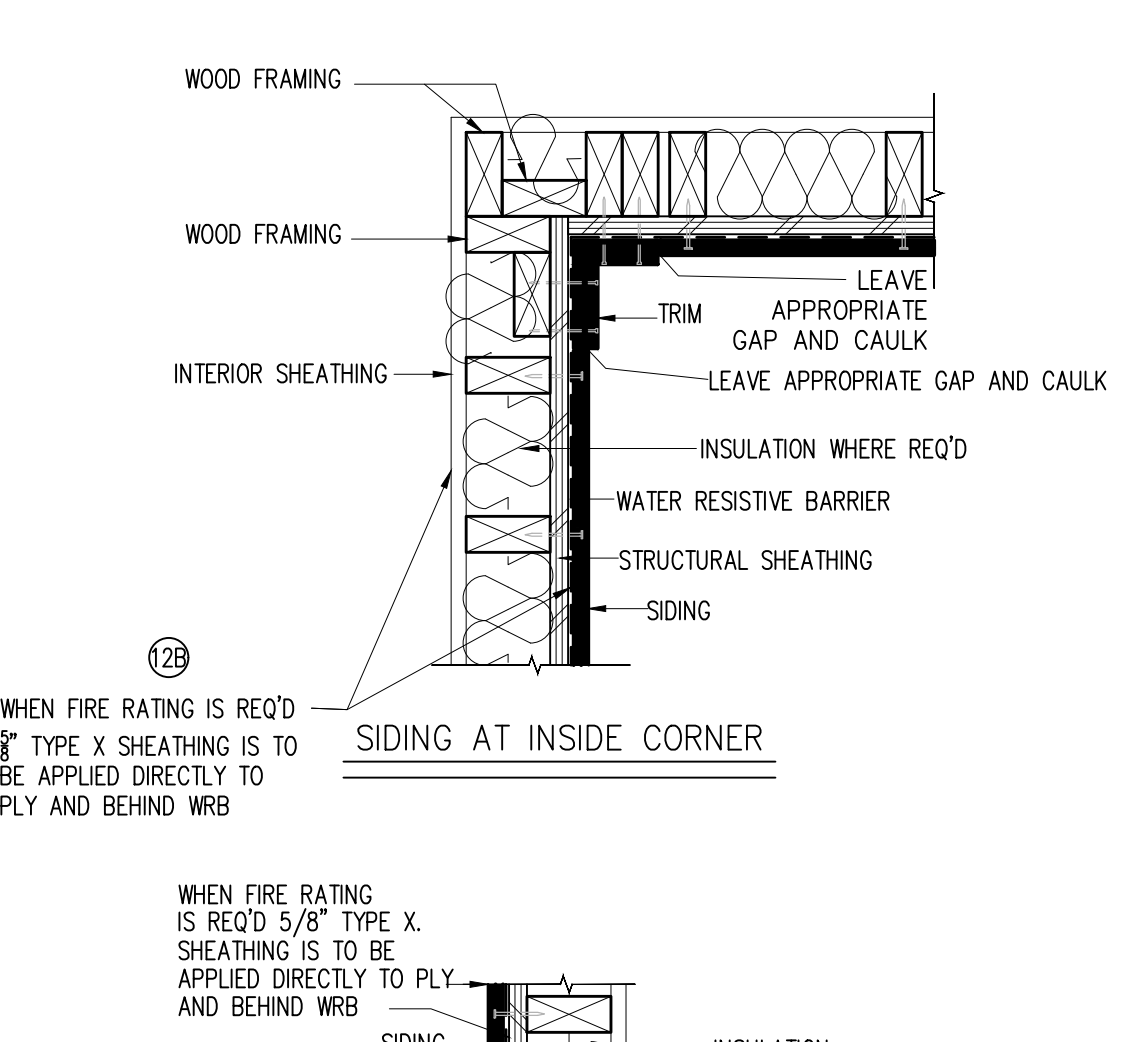 WOOD FRAMING
WOOD FRAMING
LEAVE
APPROPRIATE
GAP AND CAULK
TRIM
INTERIOR SHEATHING
LEAVE APPROPRIATE GAP AND CAULK
INSULATION WHERE REQ'D
WATER RESISTIVE BARRIER
STRUCTURAL SHEATHING
SIDING
12B
WHEN FIRE RATING IS REQ'D
5/8" TYPE X SHEATHING IS TO
BE APPLIED DIRECTLY TO
PLY AND BEHIND WRB
SIDING AT INSIDE CORNER
WHEN FIRE RATING
IS REQ'D 5/8" TYPE X.
SHEATHING IS TO BE
APPLIED DIRECTLY TO PLY
AND BEHIND WRB
SIDING
INSULATION